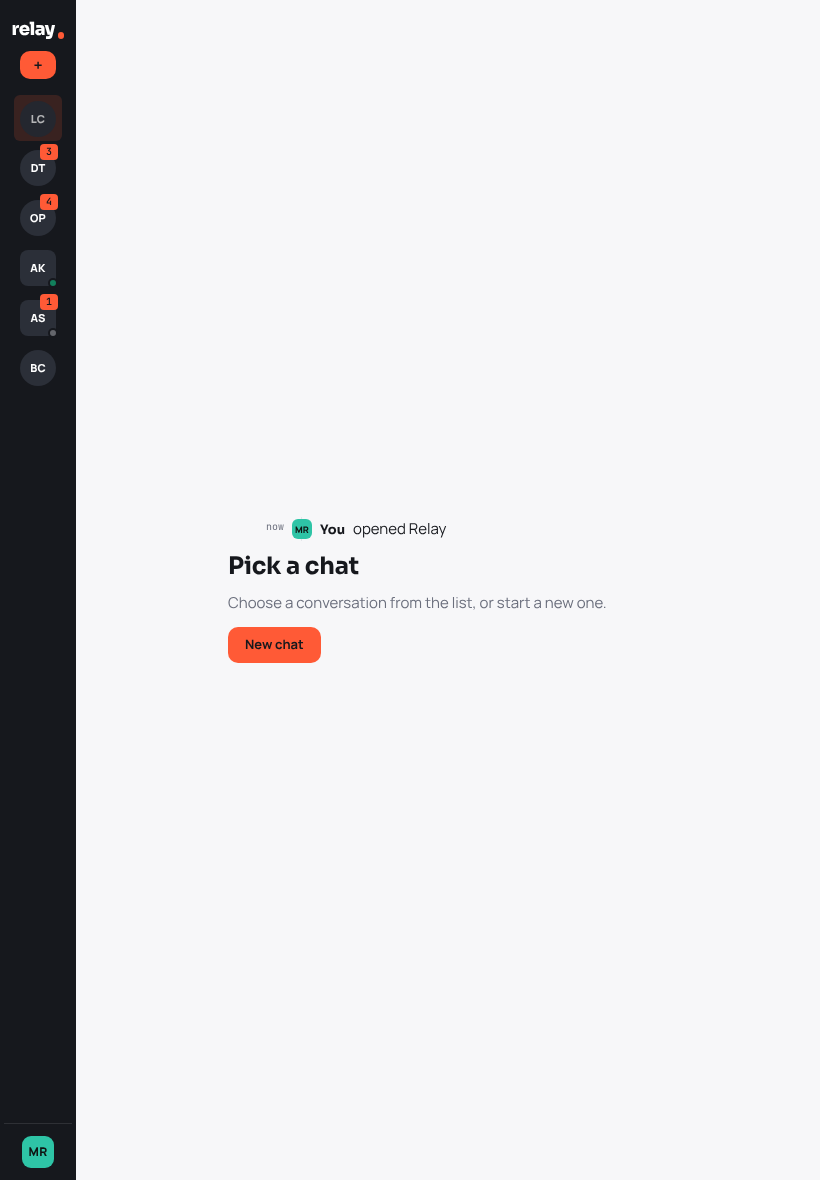 relay
+
LC
3
DT
4
OP
AK
1
AS
BC
now MR You opened Relay
Pick a chat
Choose a conversation from the list, or start a new one.
New chat
MR